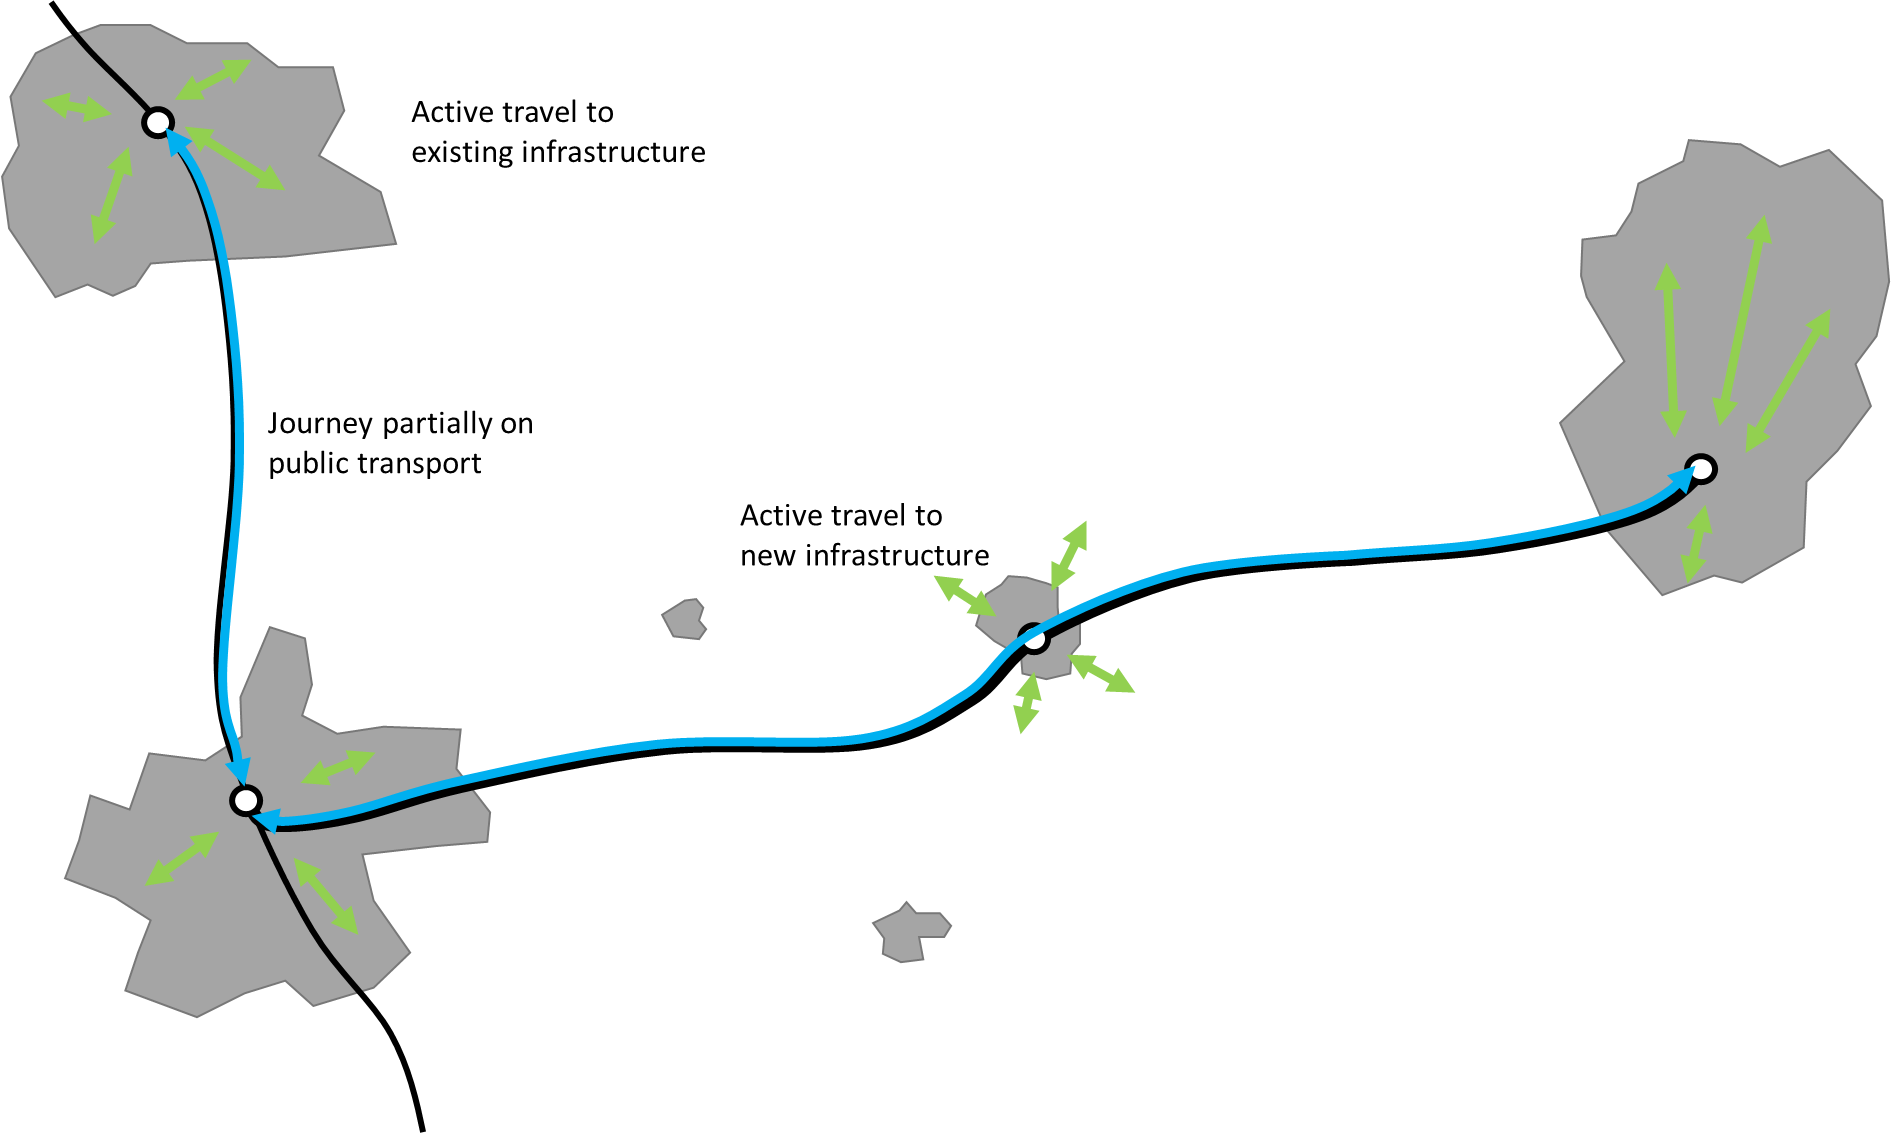 Active travel to
existing infrastructure
Journey partially on
public transport
Active travel to
new infrastructure